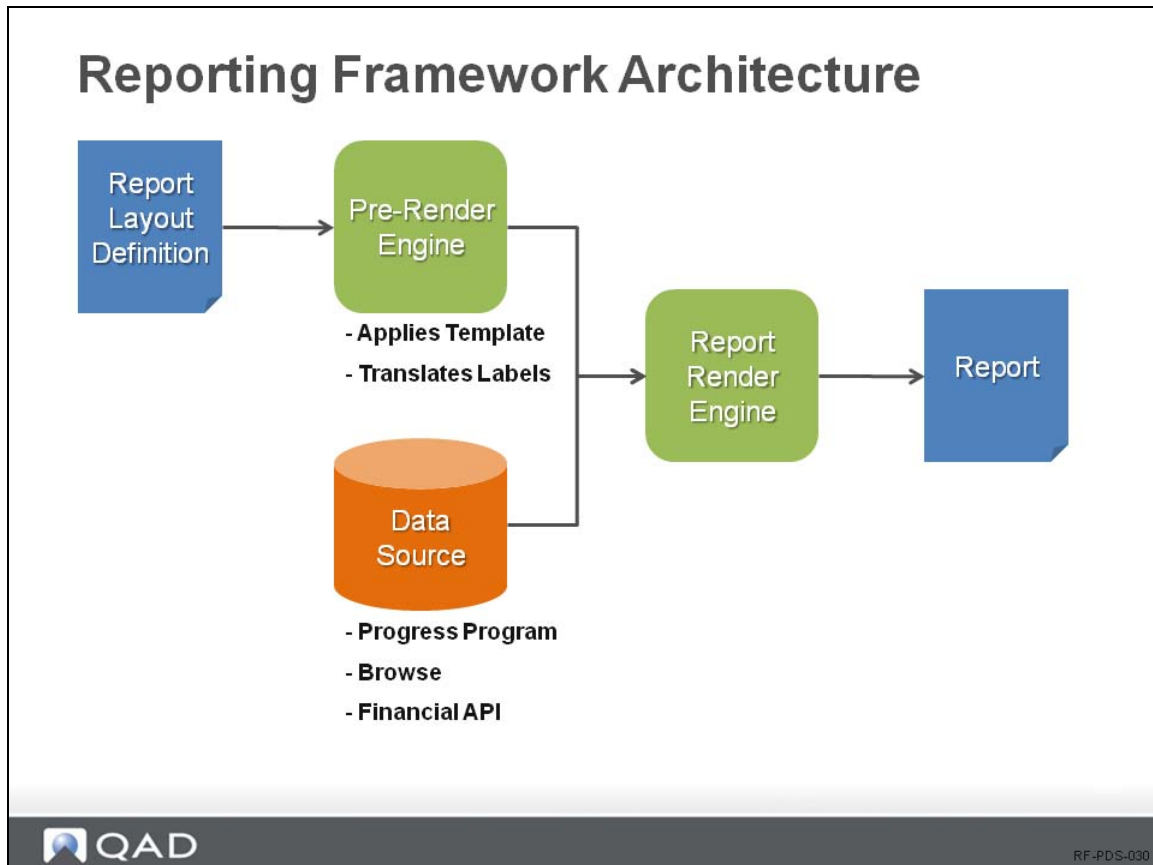 Reporting Framework Architecture
Report
Layout
Definition
Pre-Render
Engine
- Applies Template
- Translates Labels
Data
Source
- Progress Program
- Browse
- Financial API
Report
Render
Engine
Report
QAD
RF-PDS-030